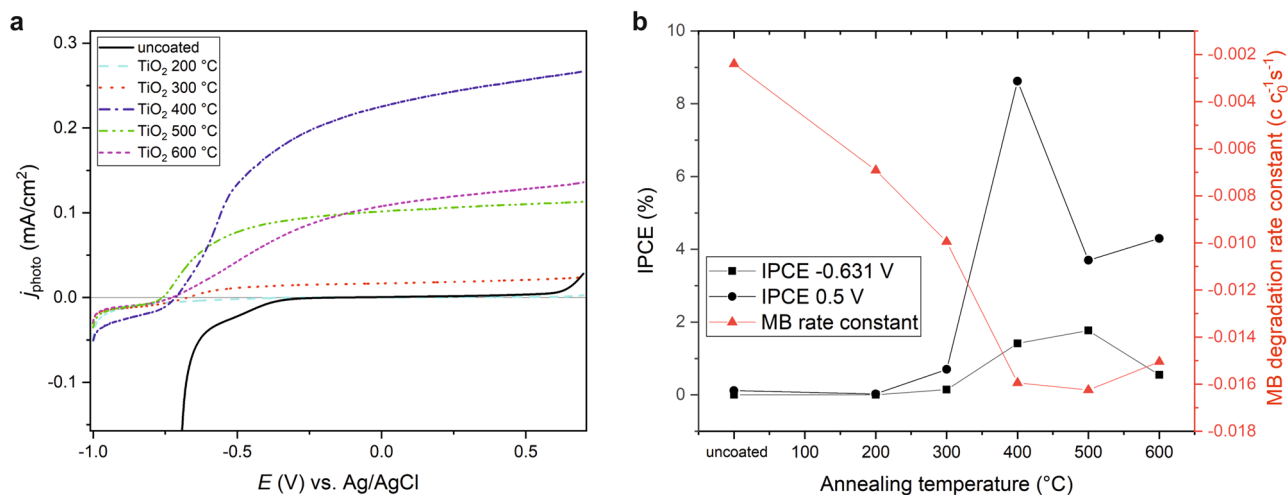 a
0.3
0.2
0.1
0.0
-0.1
j photo (mA/cm²)
uncoated
TiO₂ 200 °C
TiO₂ 300 °C
TiO₂ 400 °C
TiO₂ 500 °C
TiO₂ 600 °C
-1.0 -0.5 0.0 0.5
E (V) vs. Ag/AgCl
b
10
8
6
4
2
0
IPCE (%)
IPCE -0.631 V
IPCE 0.5 V
MB rate constant
-0.002
-0.004
-0.006
-0.008
-0.010
-0.012
-0.014
-0.016
-0.018
MB degradation rate constant (c c₀⁻¹s⁻¹)
uncoated 100 200 300 400 500 600
Annealing temperature (°C)